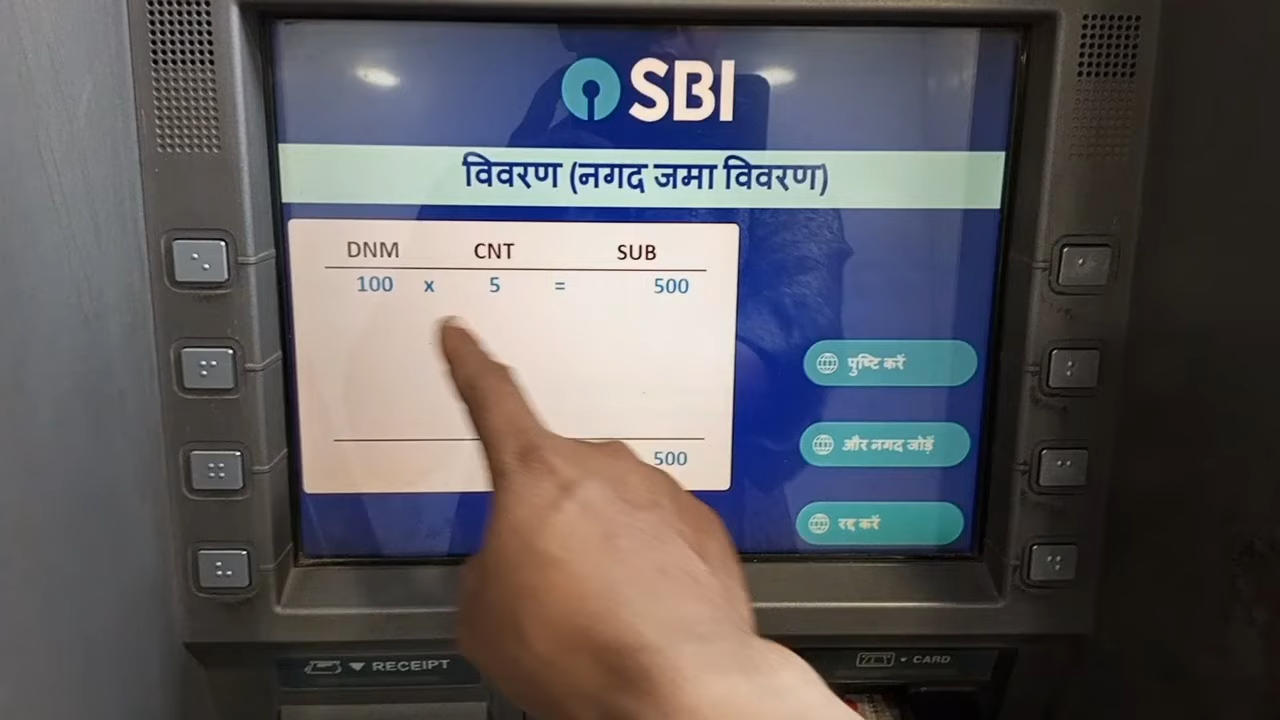 SBI
विवरण (नगद जमा विवरण)
DNM CNT SUB
100 x 5 = 500
500
पुष्टि करें
और नगद जोड़ें
रद्द करें
RECEIPT
CARD